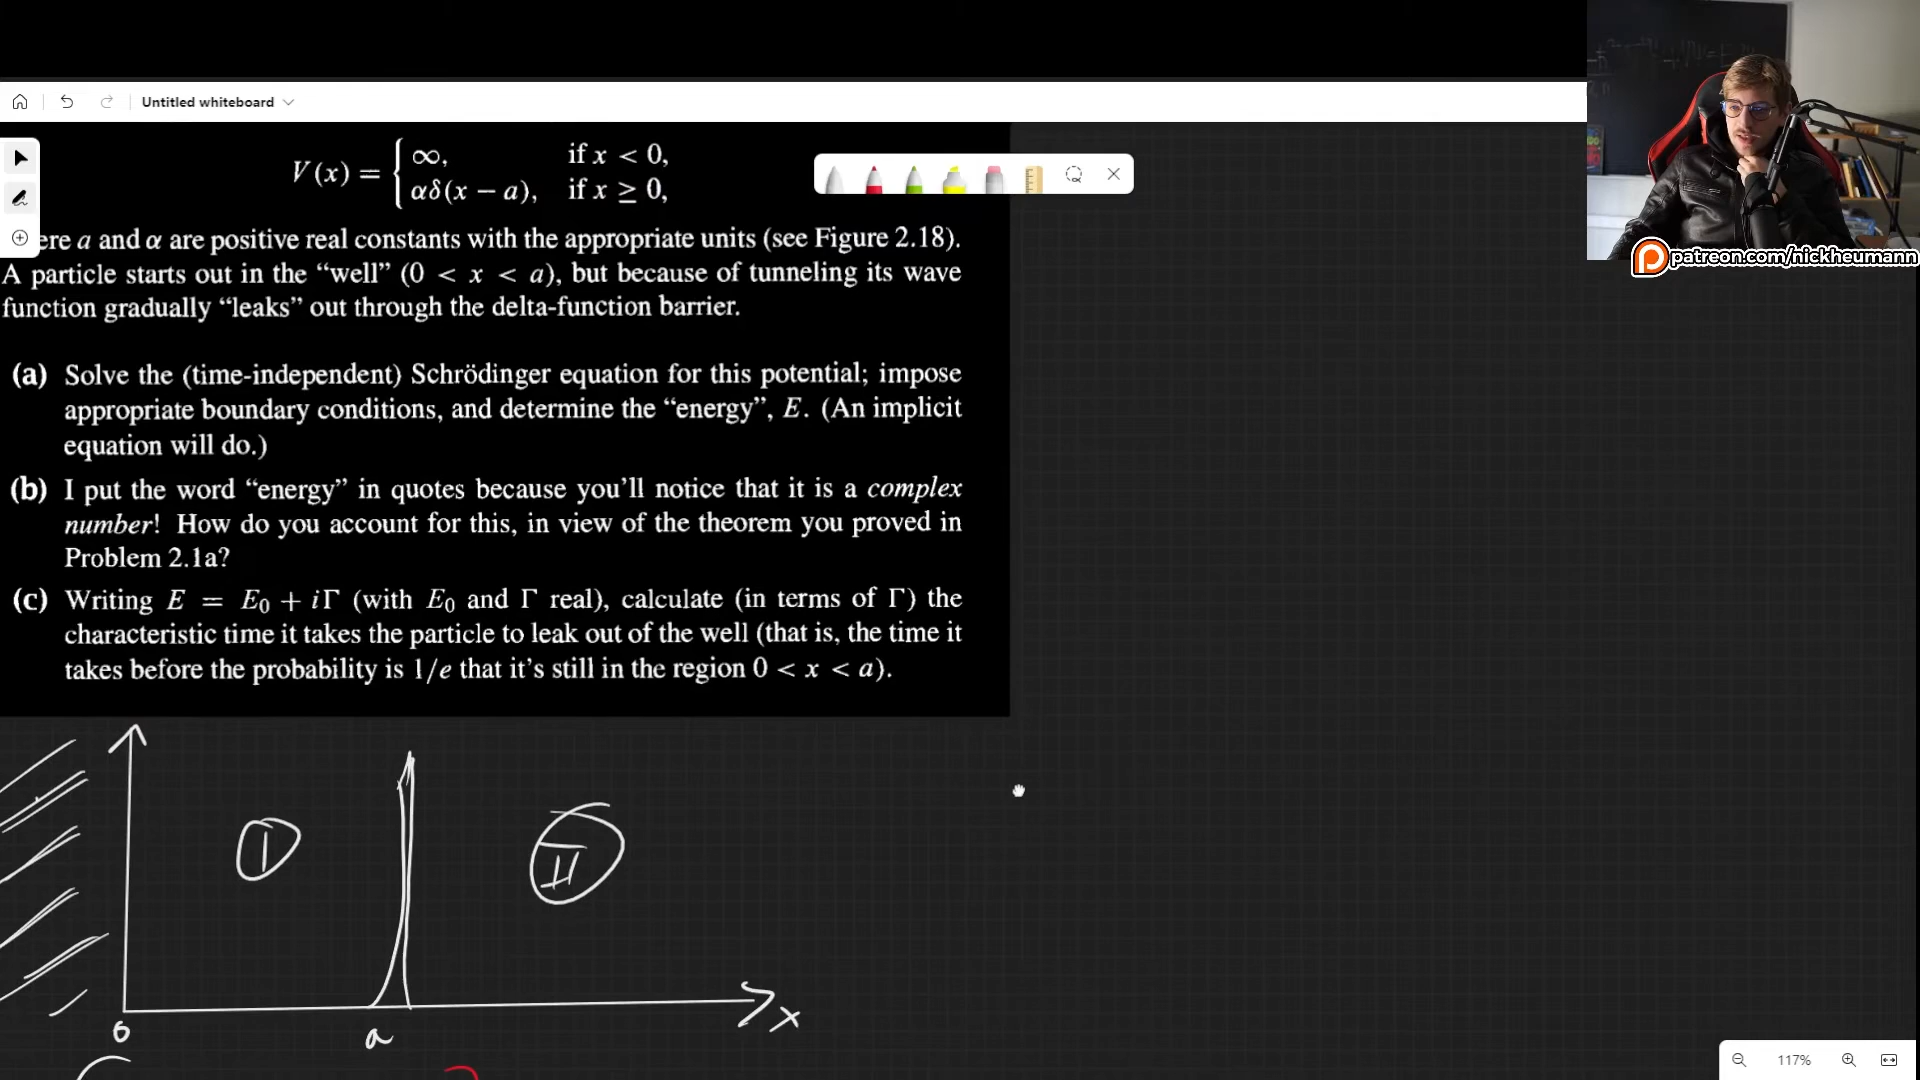 Untitled whiteboard
V(x) = { ∞, if x < 0,
αδ(x − a), if x ≥ 0,
ere a and α are positive real constants with the appropriate units (see Figure 2.18).
A particle starts out in the “well” (0 < x < a), but because of tunneling its wave
function gradually “leaks” out through the delta-function barrier.
(a) Solve the (time-independent) Schrödinger equation for this potential; impose
appropriate boundary conditions, and determine the “energy”, E. (An implicit
equation will do.)
(b) I put the word “energy” in quotes because you’ll notice that it is a complex
number! How do you account for this, in view of the theorem you proved in
Problem 2.1a?
(c) Writing E = E₀ + iΓ (with E₀ and Γ real), calculate (in terms of Γ) the
characteristic time it takes the particle to leak out of the well (that is, the time it
takes before the probability is 1/e that it’s still in the region 0 < x < a).
I II
0 a x
patreon.com/nickheumann
117%